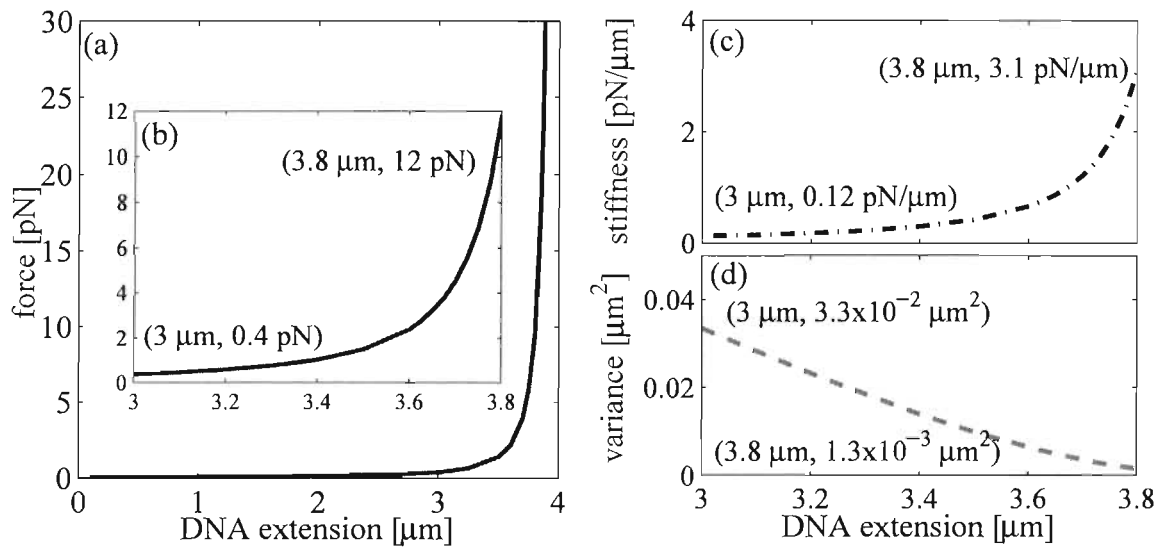 (a)
force [pN]
30
25
20
15
10
5
0
0
1
2
3
4
DNA extension [μm]
(b)
12
10
8
6
4
2
0
3
3.2
3.4
3.6
3.8
(3.8 μm, 12 pN)
(3 μm, 0.4 pN)
(c)
stiffness [pN/μm]
4
2
0
(3.8 μm, 3.1 pN/μm)
(3 μm, 0.12 pN/μm)
(d)
variance [μm²]
0.04
0.02
0
(3 μm, 3.3x10⁻² μm²)
(3.8 μm, 1.3x10⁻³ μm²)
3
3.2
3.4
3.6
3.8
DNA extension [μm]